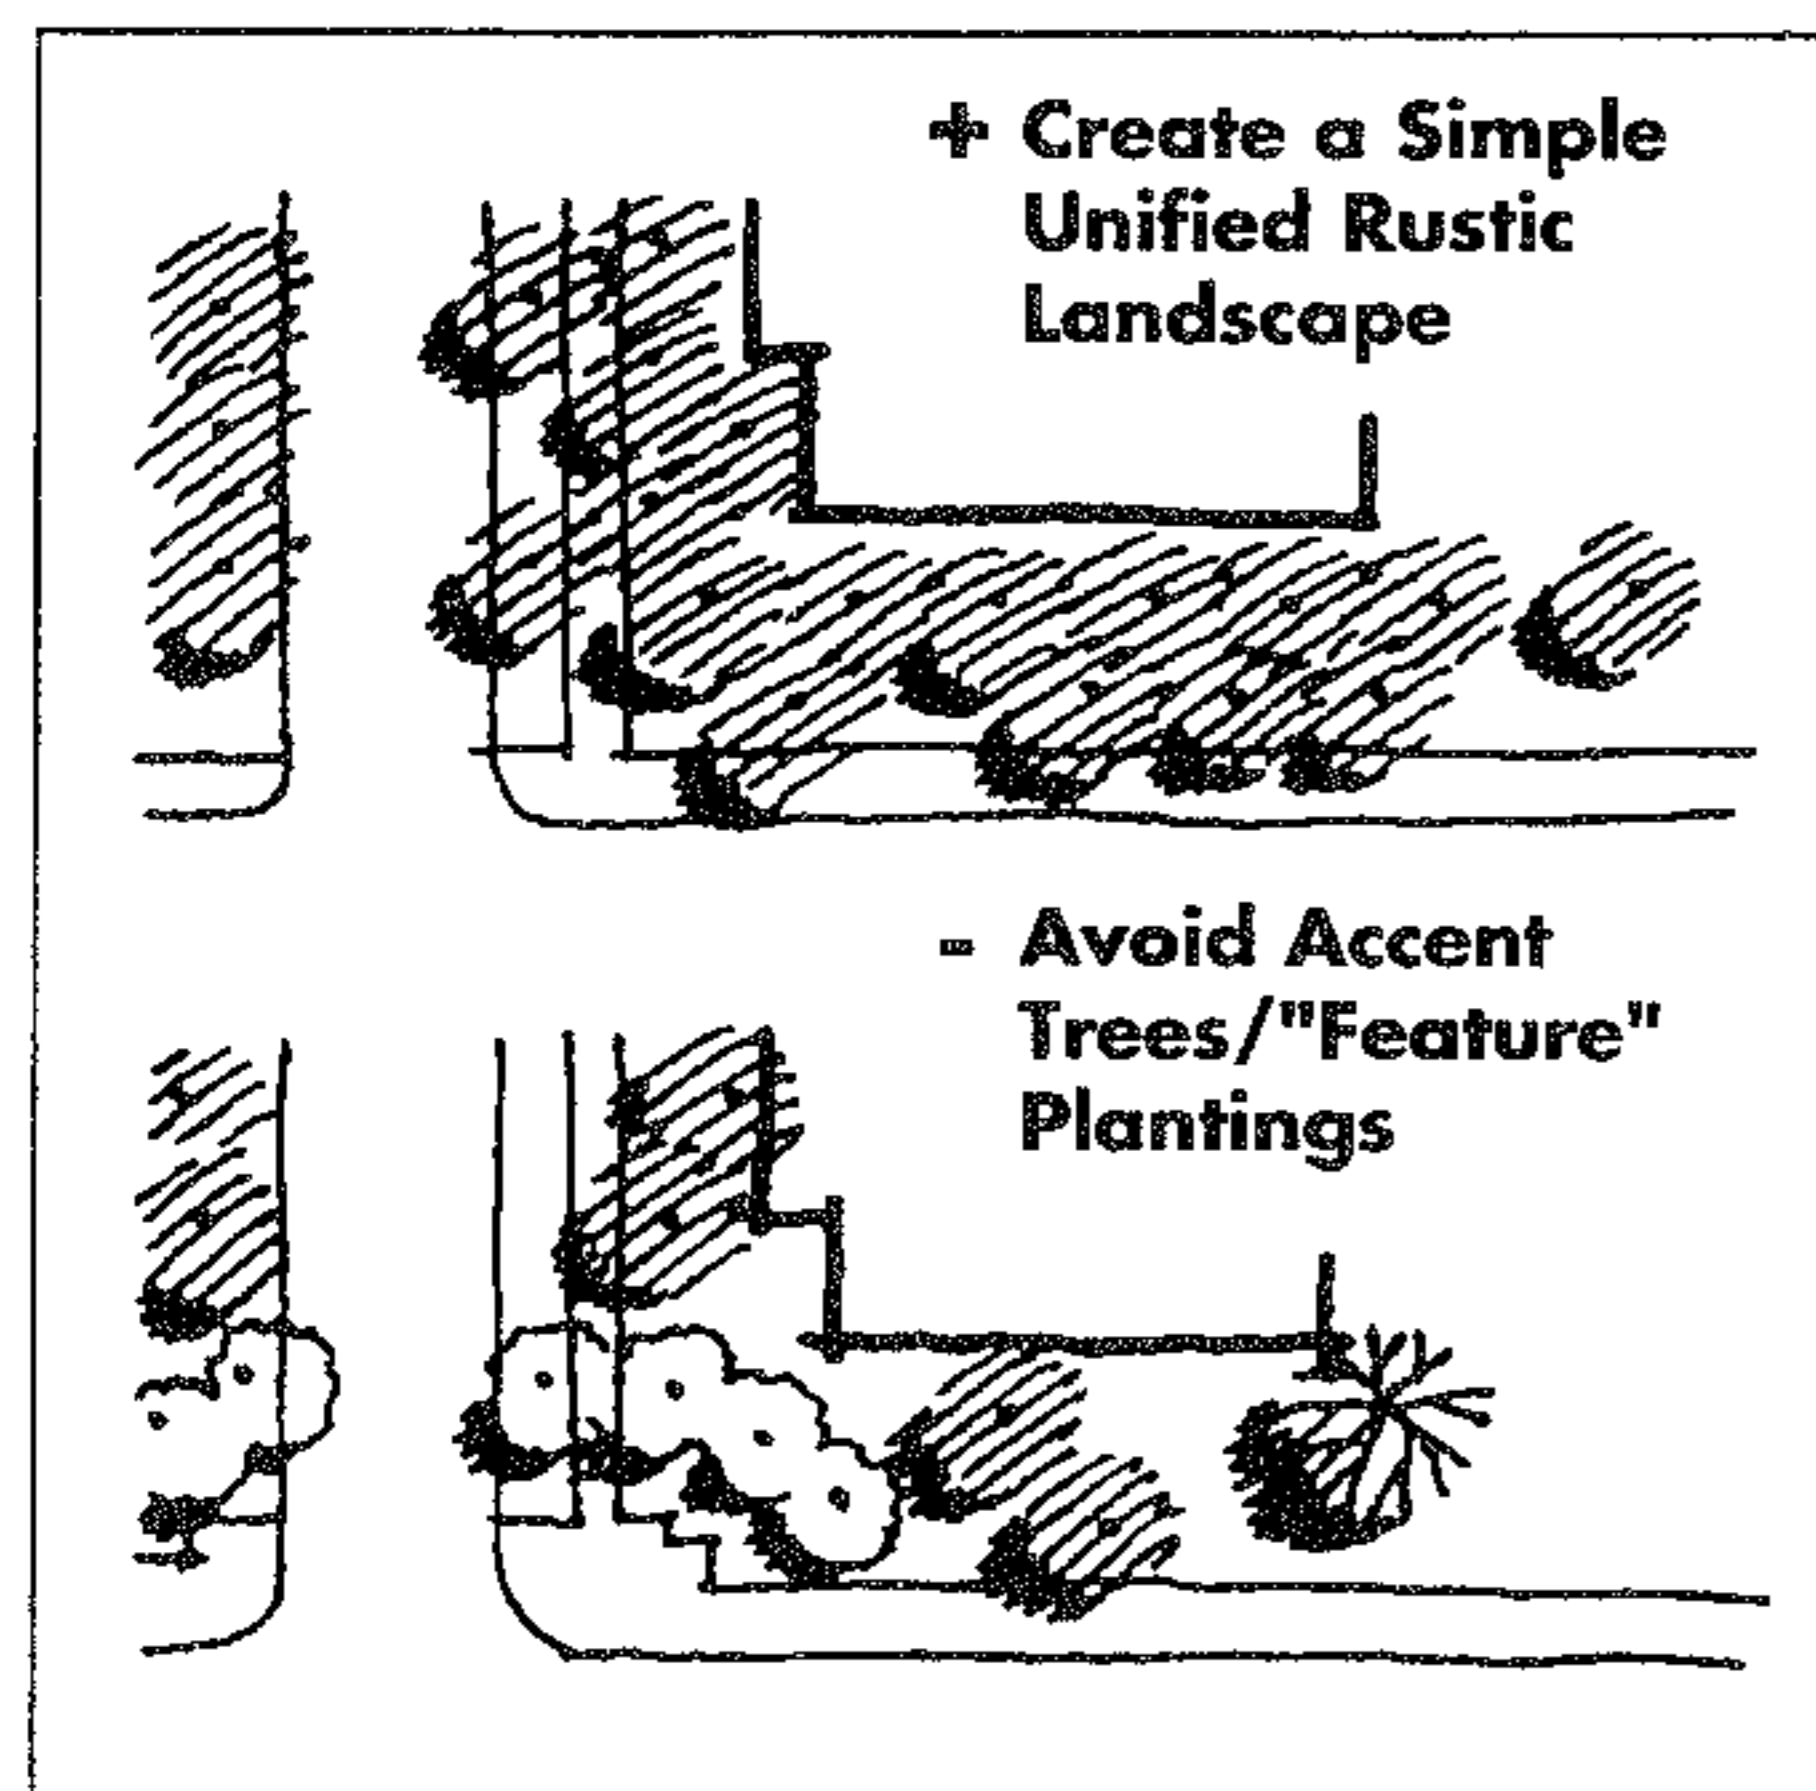 + Create a Simple
Unified Rustic
Landscape
- Avoid Accent
Trees/"Feature"
Plantings